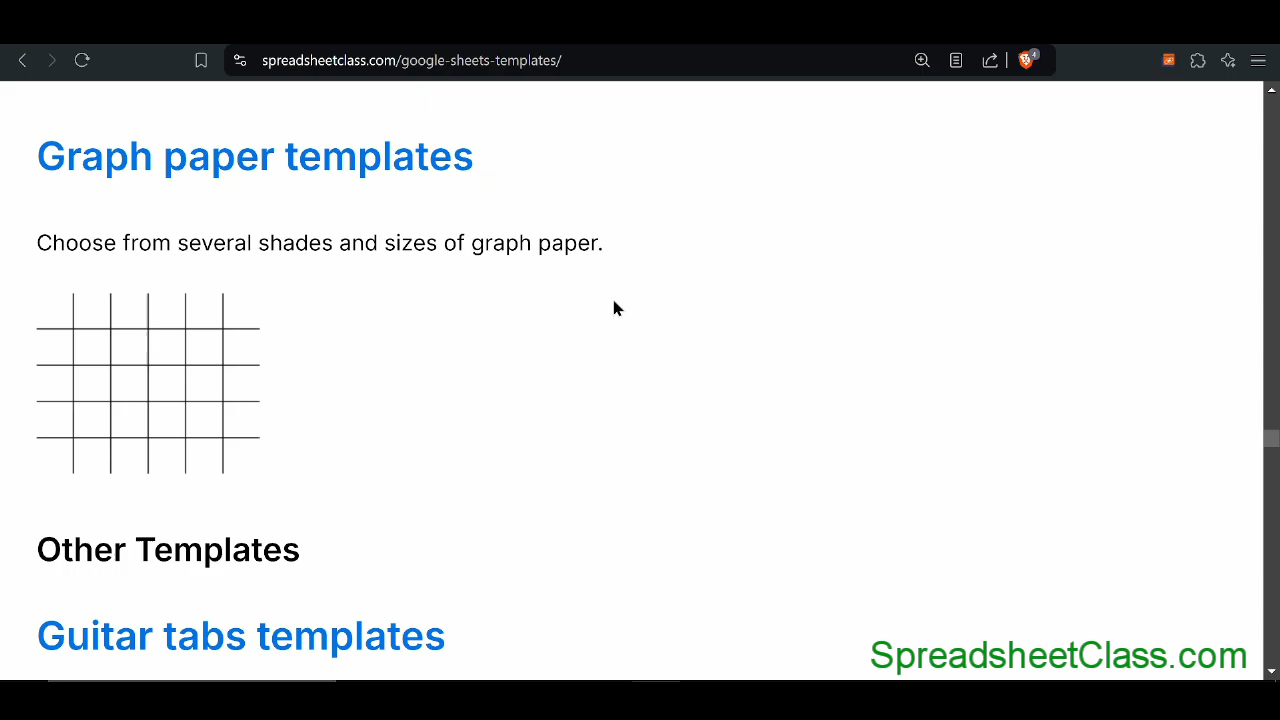 spreadsheetclass.com/google-sheets-templates/
4
Graph paper templates
Choose from several shades and sizes of graph paper.
Other Templates
Guitar tabs templates
SpreadsheetClass.com